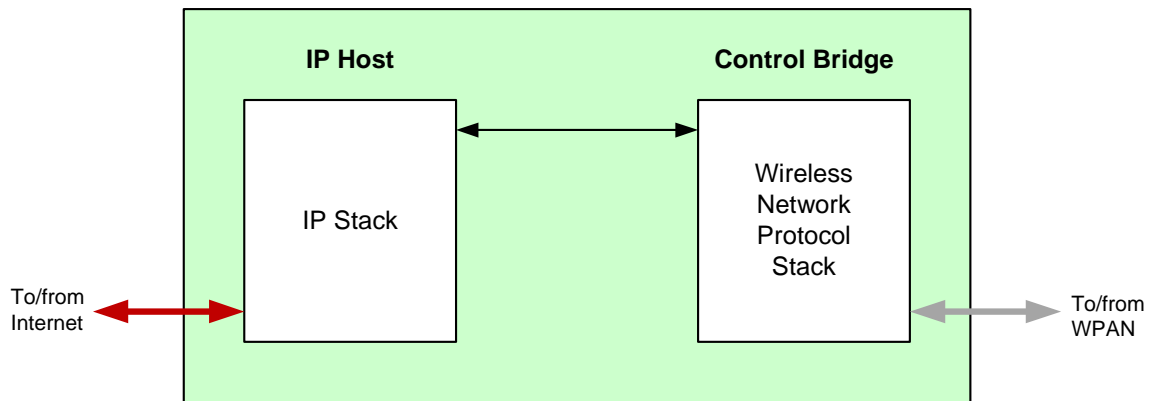 IP Host
Control Bridge
IP Stack
Wireless
Network
Protocol
Stack
To/from
Internet
To/from
WPAN